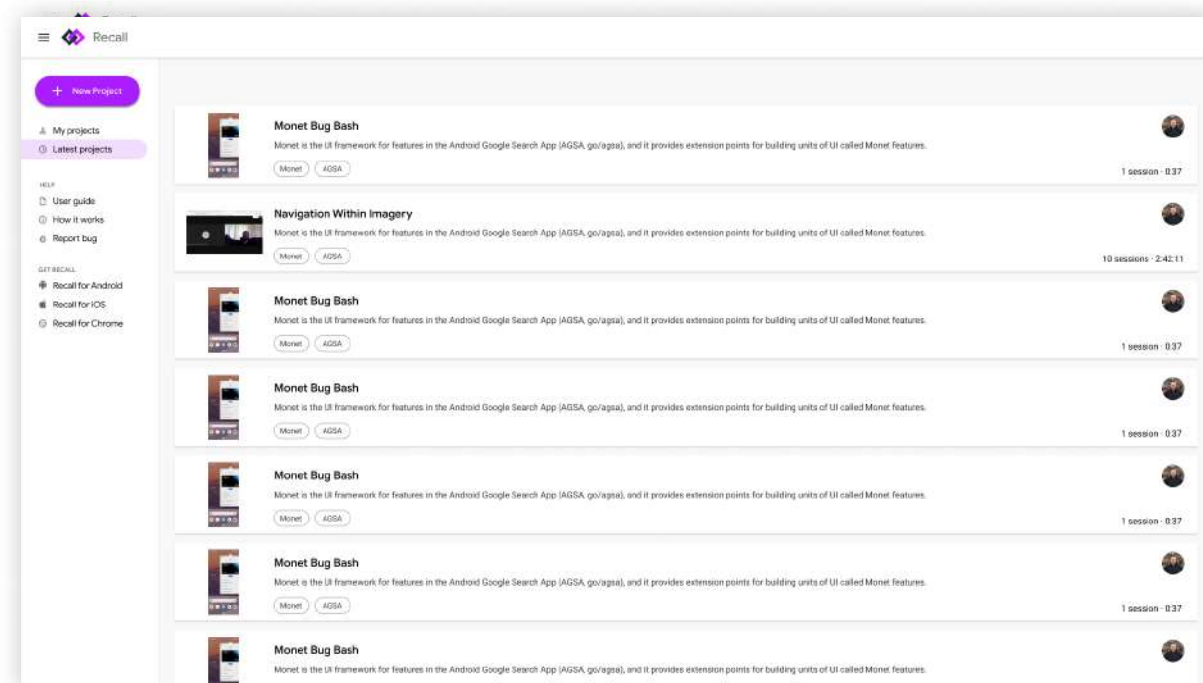 Recall
New Project
My projects
Latest projects
HELP
User guide
How it works
Report bug
GET RECALL
Recall for Android
Recall for iOS
Recall for Chrome
Monet Bug Bash
Monet is the UI framework for features in the Android Google Search App (AGSA, go/agsa), and it provides extension points for building units of UI called Monet features.
Monet AGSA
1 session · 0:37
Navigation Within Imagery
Monet is the UI framework for features in the Android Google Search App (AGSA, go/agsa), and it provides extension points for building units of UI called Monet features.
Monet AGSA
10 sessions · 2:42:11
Monet Bug Bash
Monet is the UI framework for features in the Android Google Search App (AGSA, go/agsa), and it provides extension points for building units of UI called Monet features.
Monet AGSA
1 session · 0:37
Monet Bug Bash
Monet is the UI framework for features in the Android Google Search App (AGSA, go/agsa), and it provides extension points for building units of UI called Monet features.
Monet AGSA
1 session · 0:37
Monet Bug Bash
Monet is the UI framework for features in the Android Google Search App (AGSA, go/agsa), and it provides extension points for building units of UI called Monet features.
Monet AGSA
1 session · 0:37
Monet Bug Bash
Monet is the UI framework for features in the Android Google Search App (AGSA, go/agsa), and it provides extension points for building units of UI called Monet features.
Monet AGSA
1 session · 0:37
Monet Bug Bash
Monet is the UI framework for features in the Android Google Search App (AGSA, go/agsa), and it provides extension points for building units of UI called Monet features.